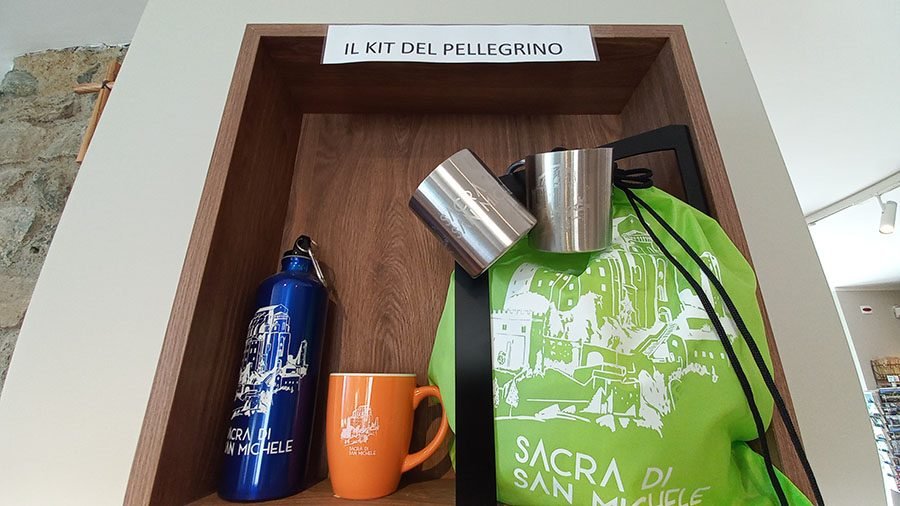 IL KIT DEL PELLEGRINO
SACRA DI
SAN MICHELE
SACRA DI
SAN MICHELE
SACRA DI
SAN MICHELE